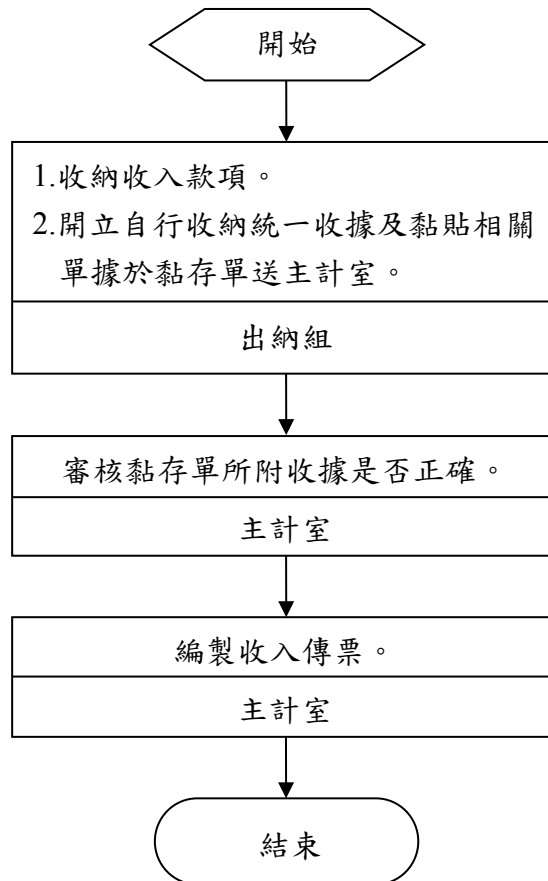 開始
1.收納收入款項。
2.開立自行收納統一收據及黏貼相關
單據於黏存單送主計室。
出納組
審核黏存單所附收據是否正確。
主計室
編製收入傳票。
主計室
結束